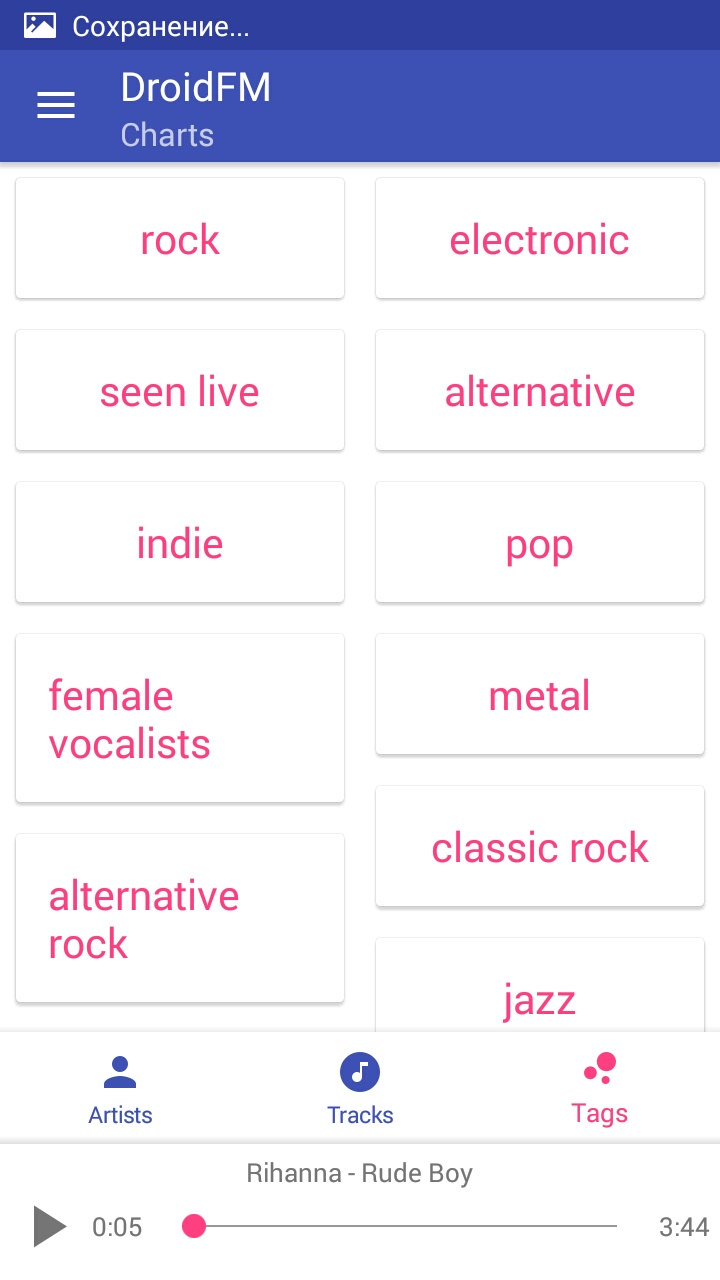 Сохранение...
DroidFM
Charts
rock
electronic
seen live
alternative
indie
pop
female
vocalists
metal
classic rock
alternative
rock
jazz
Artists
Tracks
Tags
Rihanna - Rude Boy
0:05
3:44